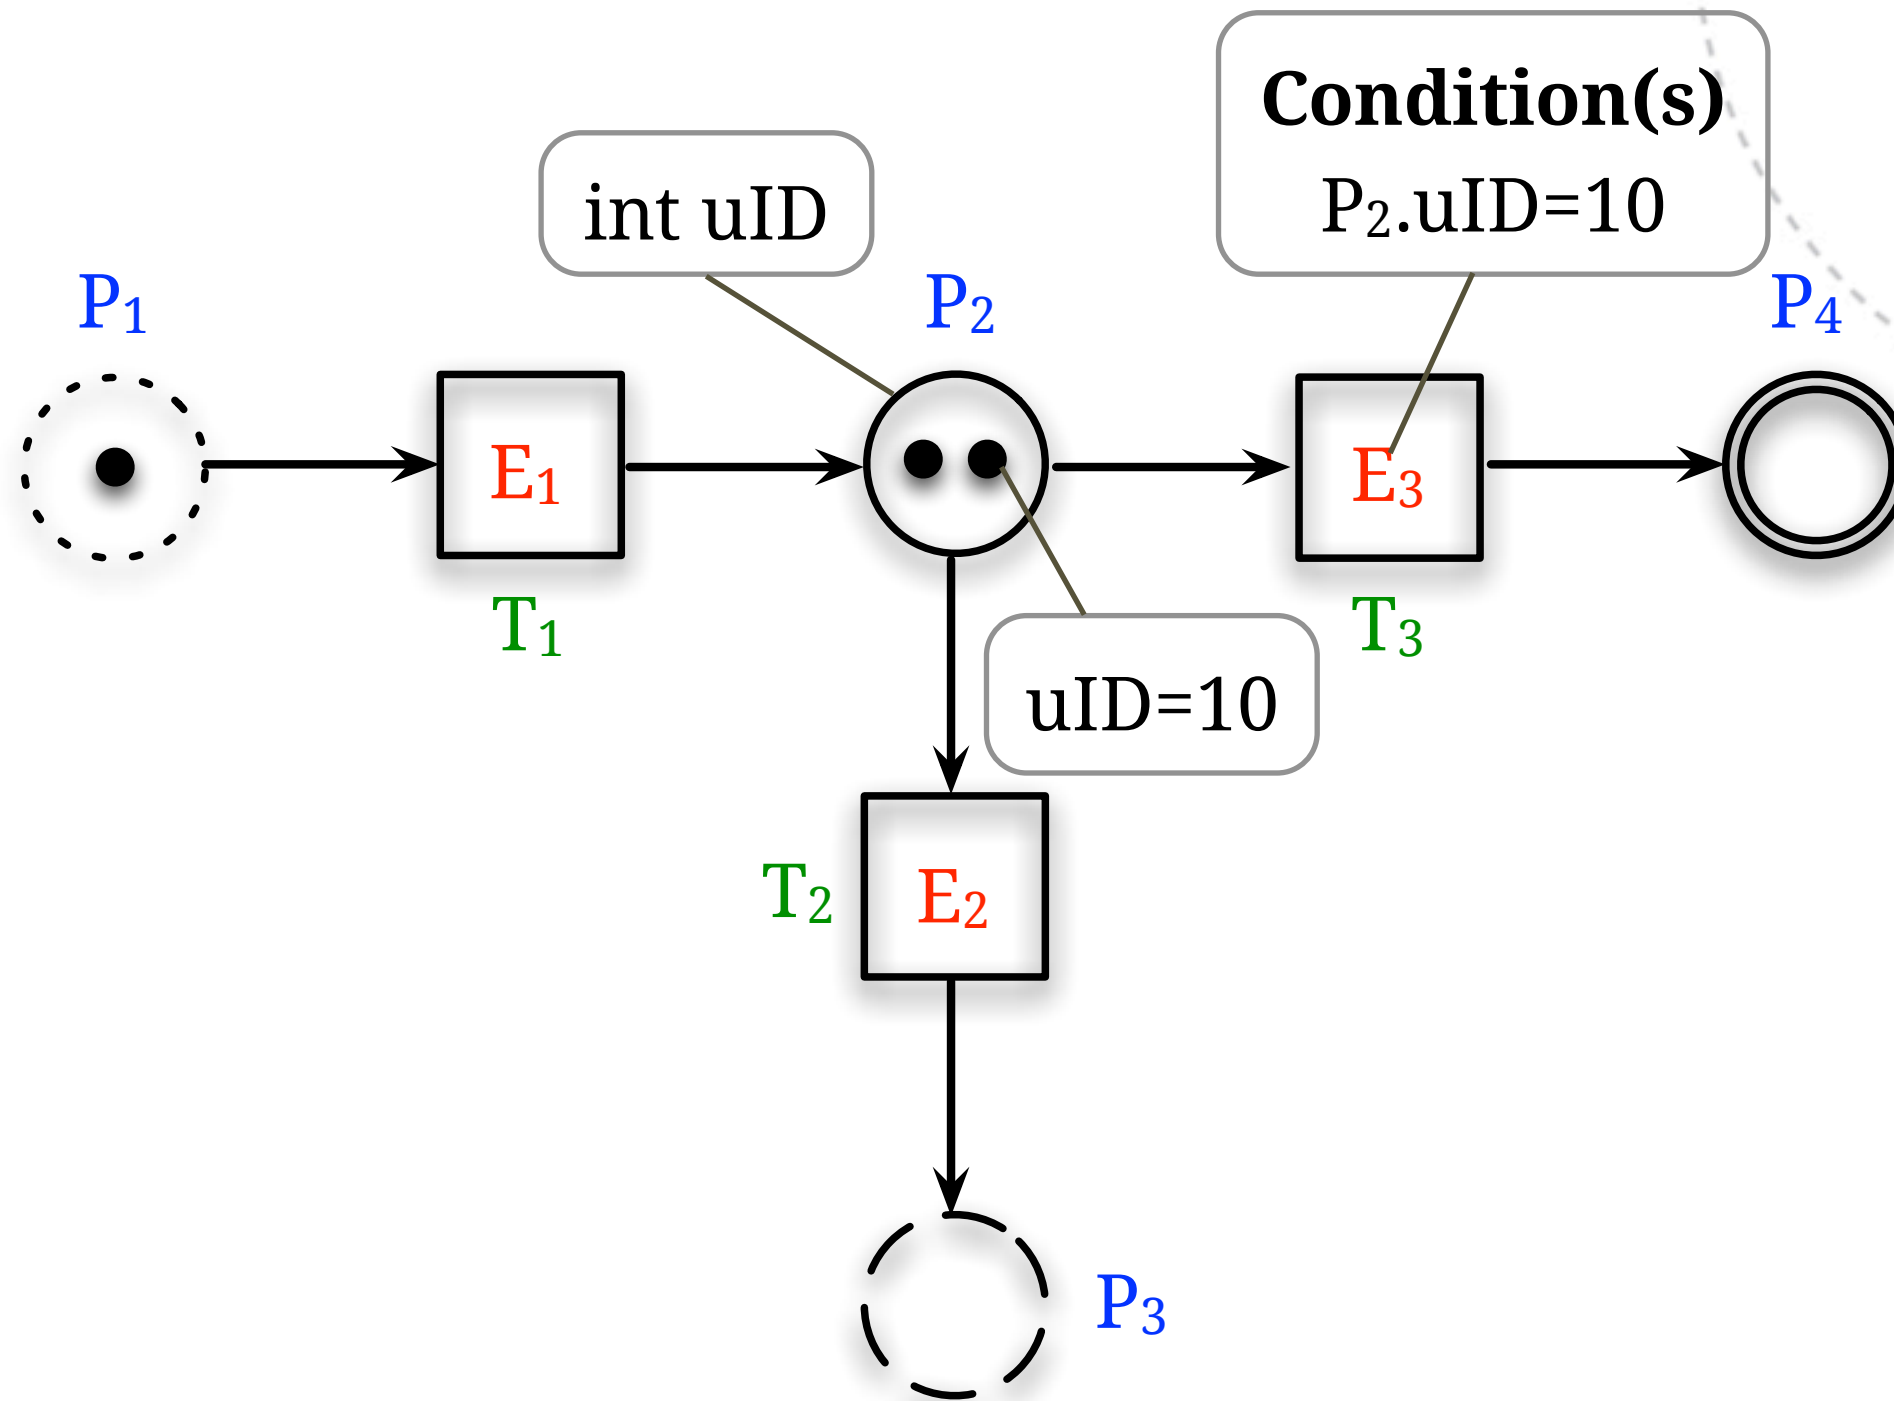 Condition(s)
P₂.uID=10
int uID
P₁
P₂
P₄
E₁
E₃
T₁
T₃
uID=10
T₂
E₂
P₃